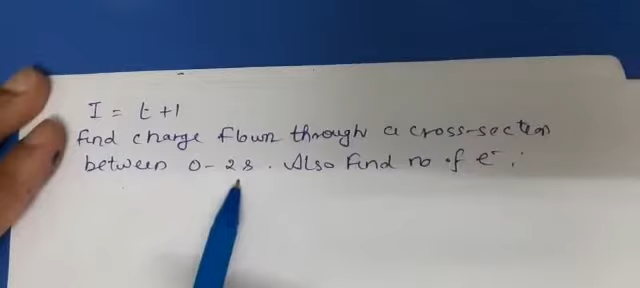 I = t + 1
Find charge flown through a cross-section
between 0 - 2s. Also Find no of e⁻.